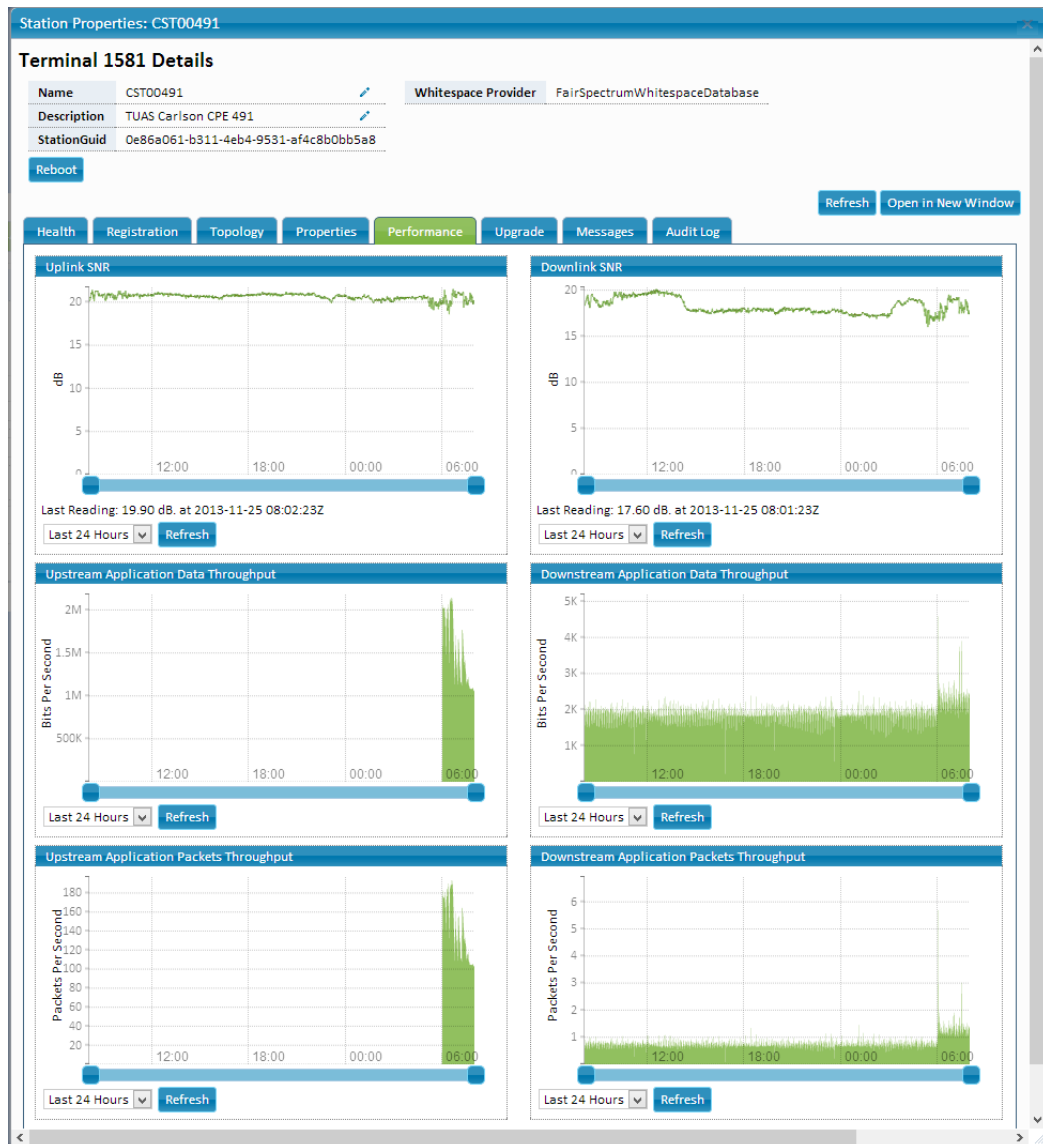 Station Properties: CST00491
Terminal 1581 Details
Name CST00491 Whitespace Provider FairSpectrumWhitespaceDatabase
Description TUAS Carlson CPE 491
StationGuid 0e86a061-b311-4eb4-9531-af4c8b0bb5a8
Reboot
Refresh Open in New Window
Health Registration Topology Properties Performance Upgrade Messages Audit Log
Uplink SNR
20
15
10
5
0
dB
12:00 18:00 00:00 06:00
Last Reading: 19.90 dB. at 2013-11-25 08:02:23Z
Last 24 Hours Refresh
Downlink SNR
20
15
10
5
0
dB
12:00 18:00 00:00 06:00
Last Reading: 17.60 dB. at 2013-11-25 08:01:23Z
Last 24 Hours Refresh
Upstream Application Data Throughput
2M
1.5M
1M
500K
Bits Per Second
12:00 18:00 00:00 06:00
Last 24 Hours Refresh
Downstream Application Data Throughput
5K
4K
3K
2K
1K
Bits Per Second
12:00 18:00 00:00 06:00
Last 24 Hours Refresh
Upstream Application Packets Throughput
180
160
140
120
100
80
60
40
20
Packets Per Second
12:00 18:00 00:00 06:00
Last 24 Hours Refresh
Downstream Application Packets Throughput
6
5
4
3
2
1
Packets Per Second
12:00 18:00 00:00 06:00
Last 24 Hours Refresh